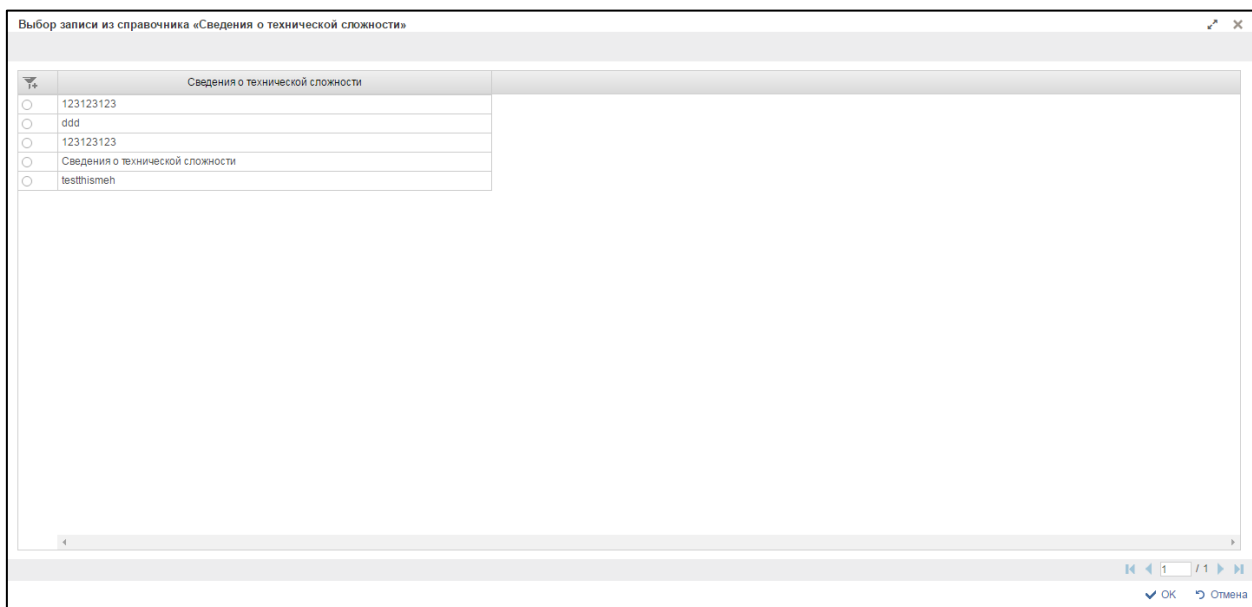 Выбор записи из справочника «Сведения о технической сложности»
Сведения о технической сложности
123123123
ddd
123123123
Сведения о технической сложности
testthismeh
1 / 1
OK Отмена